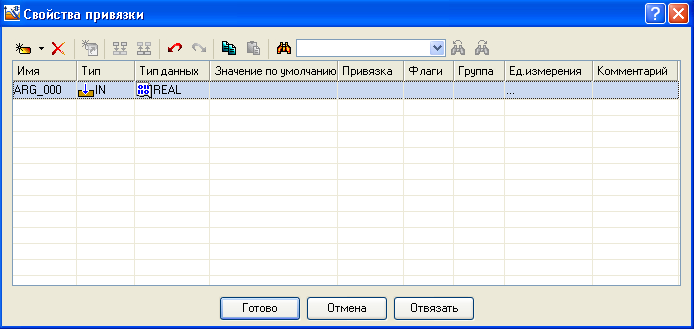 Свойства привязки
Имя Тип Тип данных Значение по умолчанию Привязка Флаги Группа Ед.измерения Комментарий
ARG_000 IN REAL ...
Готово Отмена Отвязать